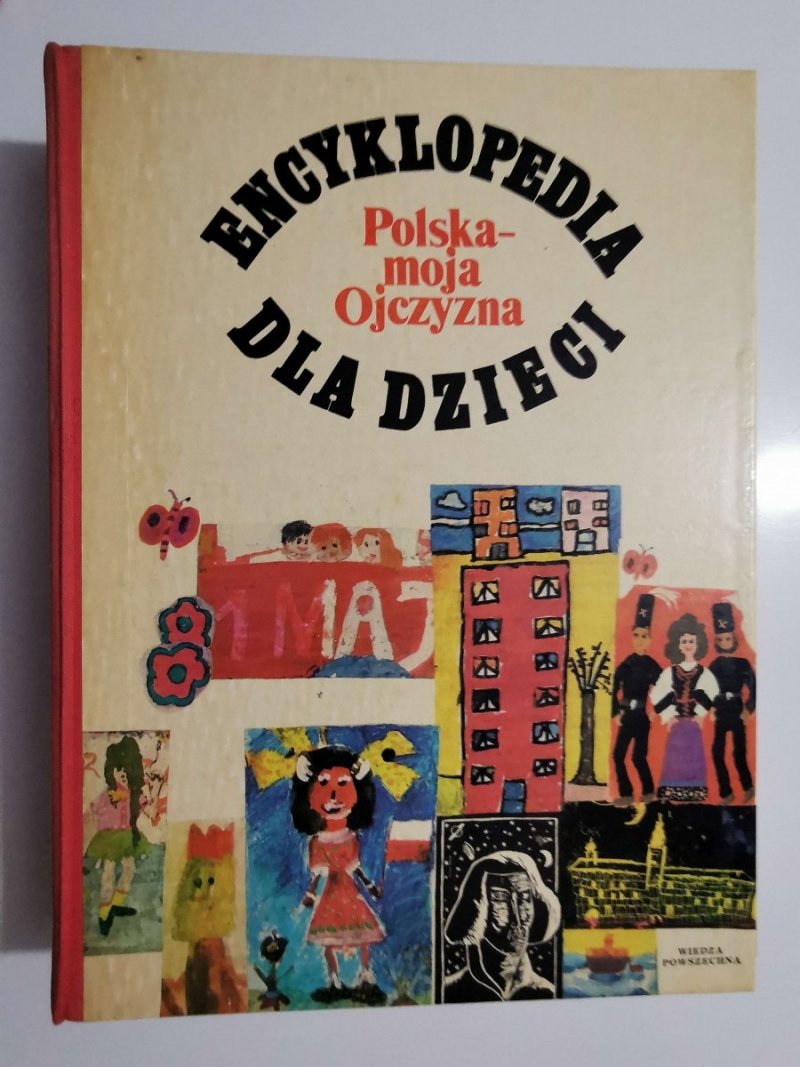 ENCYKLOPEDIA
Polska-
moja
Ojczyzna
DLA DZIECI
1 MAJ
WIEDZA
POWSZECHNA